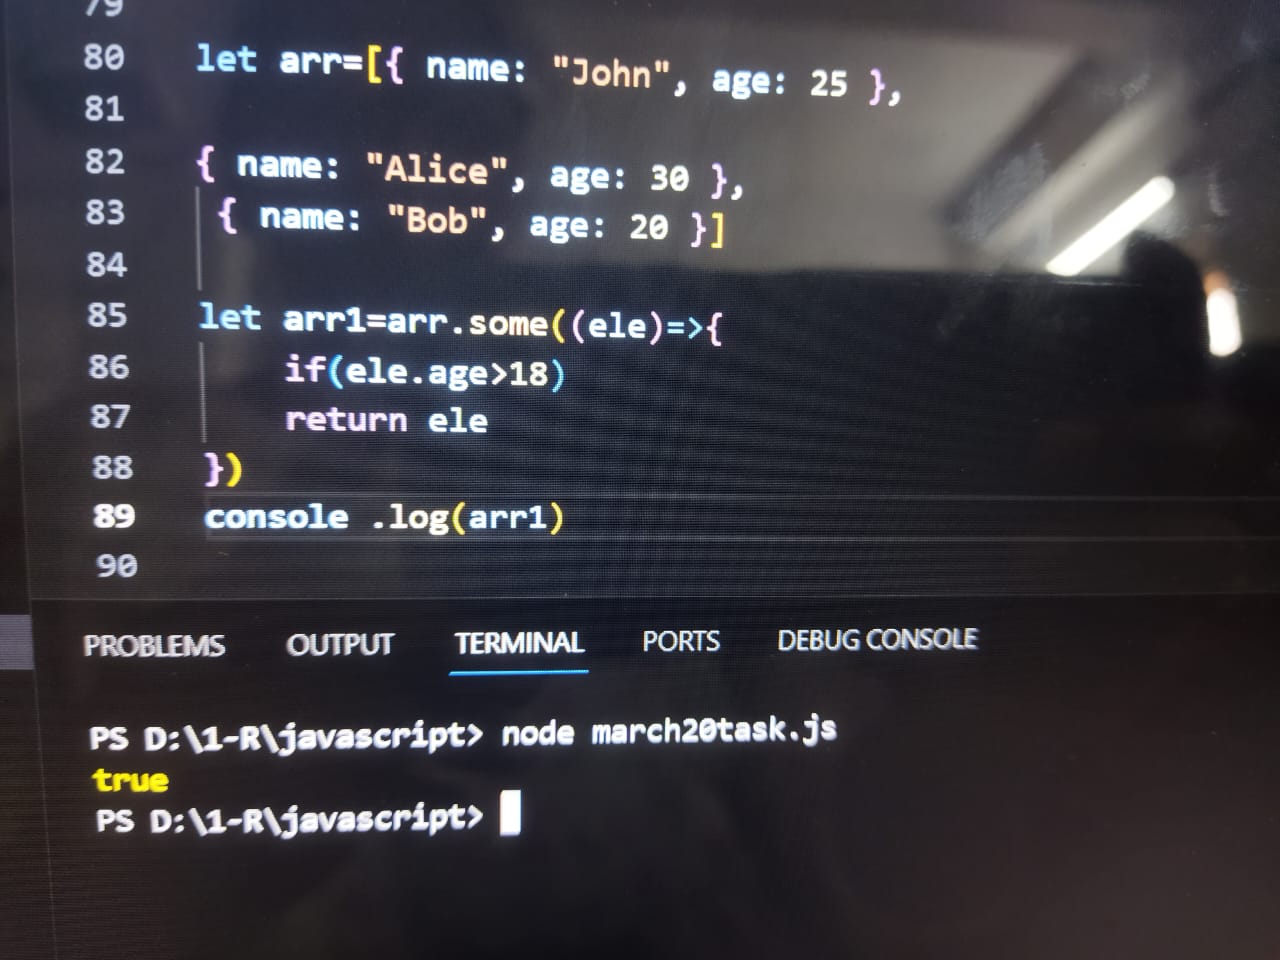 79
80 let arr=[{ name: "John", age: 25 },
81
82 { name: "Alice", age: 30 },
83 { name: "Bob", age: 20 }]
84
85 let arr1=arr.some((ele)=>{
86 if(ele.age>18)
87 return ele
88 })
89 console .log(arr1)
90
PROBLEMS OUTPUT TERMINAL PORTS DEBUG CONSOLE
PS D:\1-R\javascript> node march20task.js
true
PS D:\1-R\javascript>